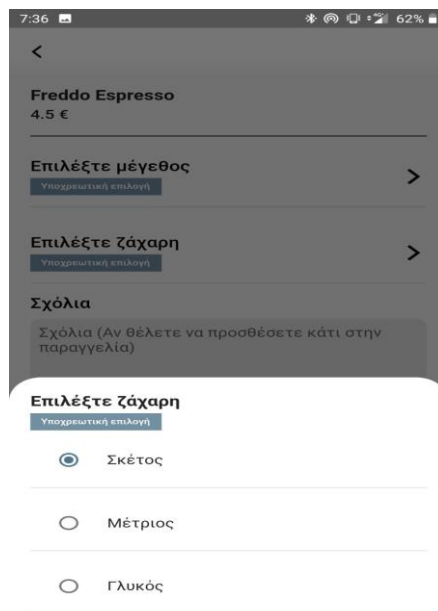 7:36 62%
Freddo Espresso
4.5 €
Επιλέξτε μέγεθος
Υποχρεωτική επιλογή
Επιλέξτε ζάχαρη
Υποχρεωτική επιλογή
Σχόλια
Σχόλια (Αν θέλετε να προσθέσετε κάτι στην
παραγγελία)
Επιλέξτε ζάχαρη
Υποχρεωτική επιλογή
Σκέτος
Μέτριος
Γλυκός